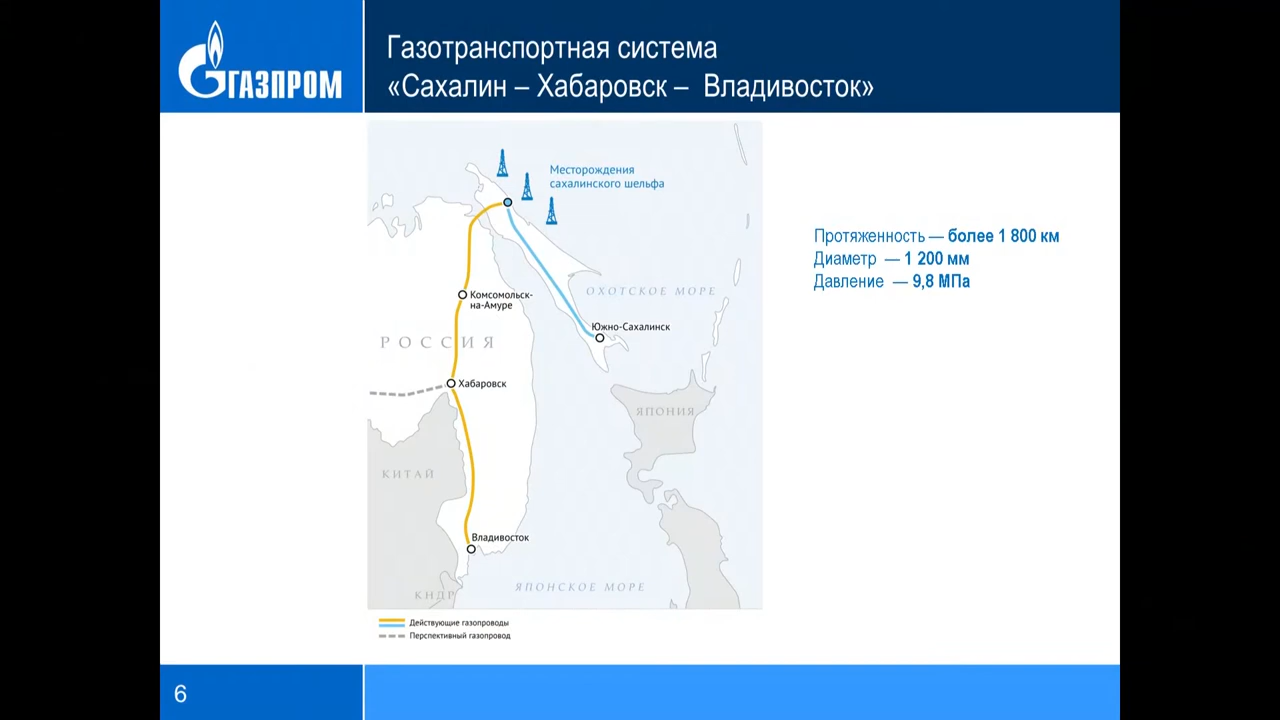 ГАЗПРОМ
Газотранспортная система
«Сахалин – Хабаровск – Владивосток»
Месторождения
сахалинского шельфа
Протяженность — более 1 800 км
Диаметр — 1 200 мм
Давление — 9,8 МПа
ОХОТСКОЕ МОРЕ
Комсомольск-
на-Амуре
Южно-Сахалинск
РОССИЯ
Хабаровск
ЯПОНИЯ
КИТАЙ
Владивосток
ЯПОНСКОЕ МОРЕ
КНДР
Действующие газопроводы
Перспективный газопровод
6